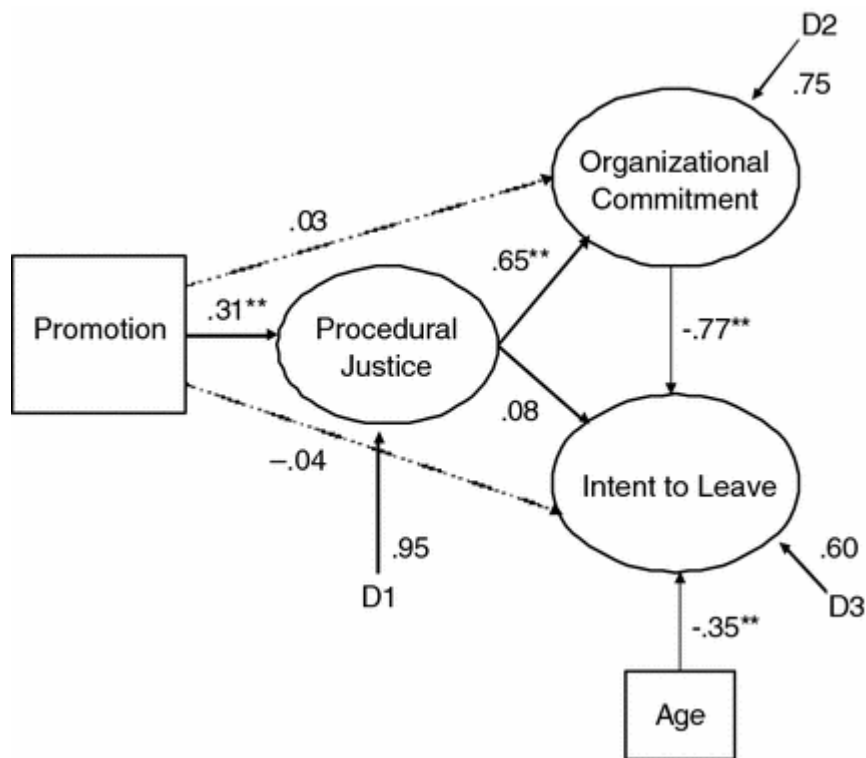 D2
.75
Organizational
Commitment
.03
.65**
.31**
Promotion
Procedural
Justice
-.77**
.08
–.04
Intent to Leave
.95
.60
D1
D3
-.35**
Age